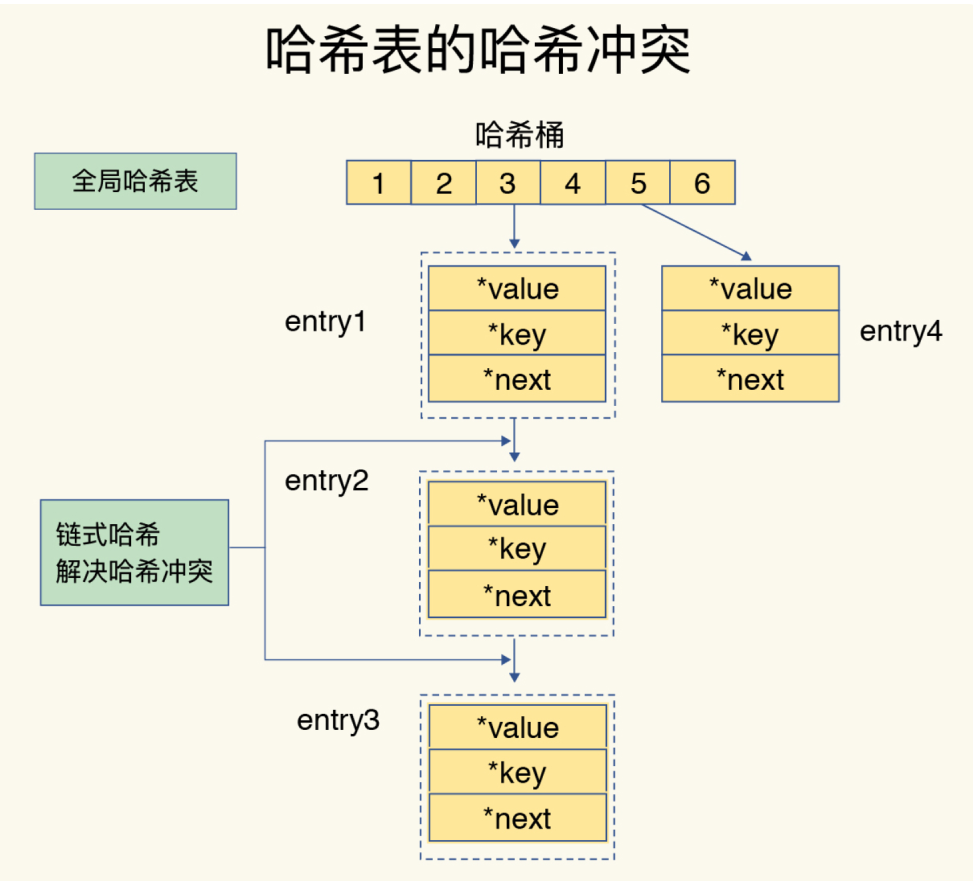 哈希表的哈希冲突
哈希桶
全局哈希表
1 2 3 4 5 6
*value
*key
*next
entry1
*value
*key
*next
entry4
链式哈希
解决哈希冲突
entry2
*value
*key
*next
entry3
*value
*key
*next